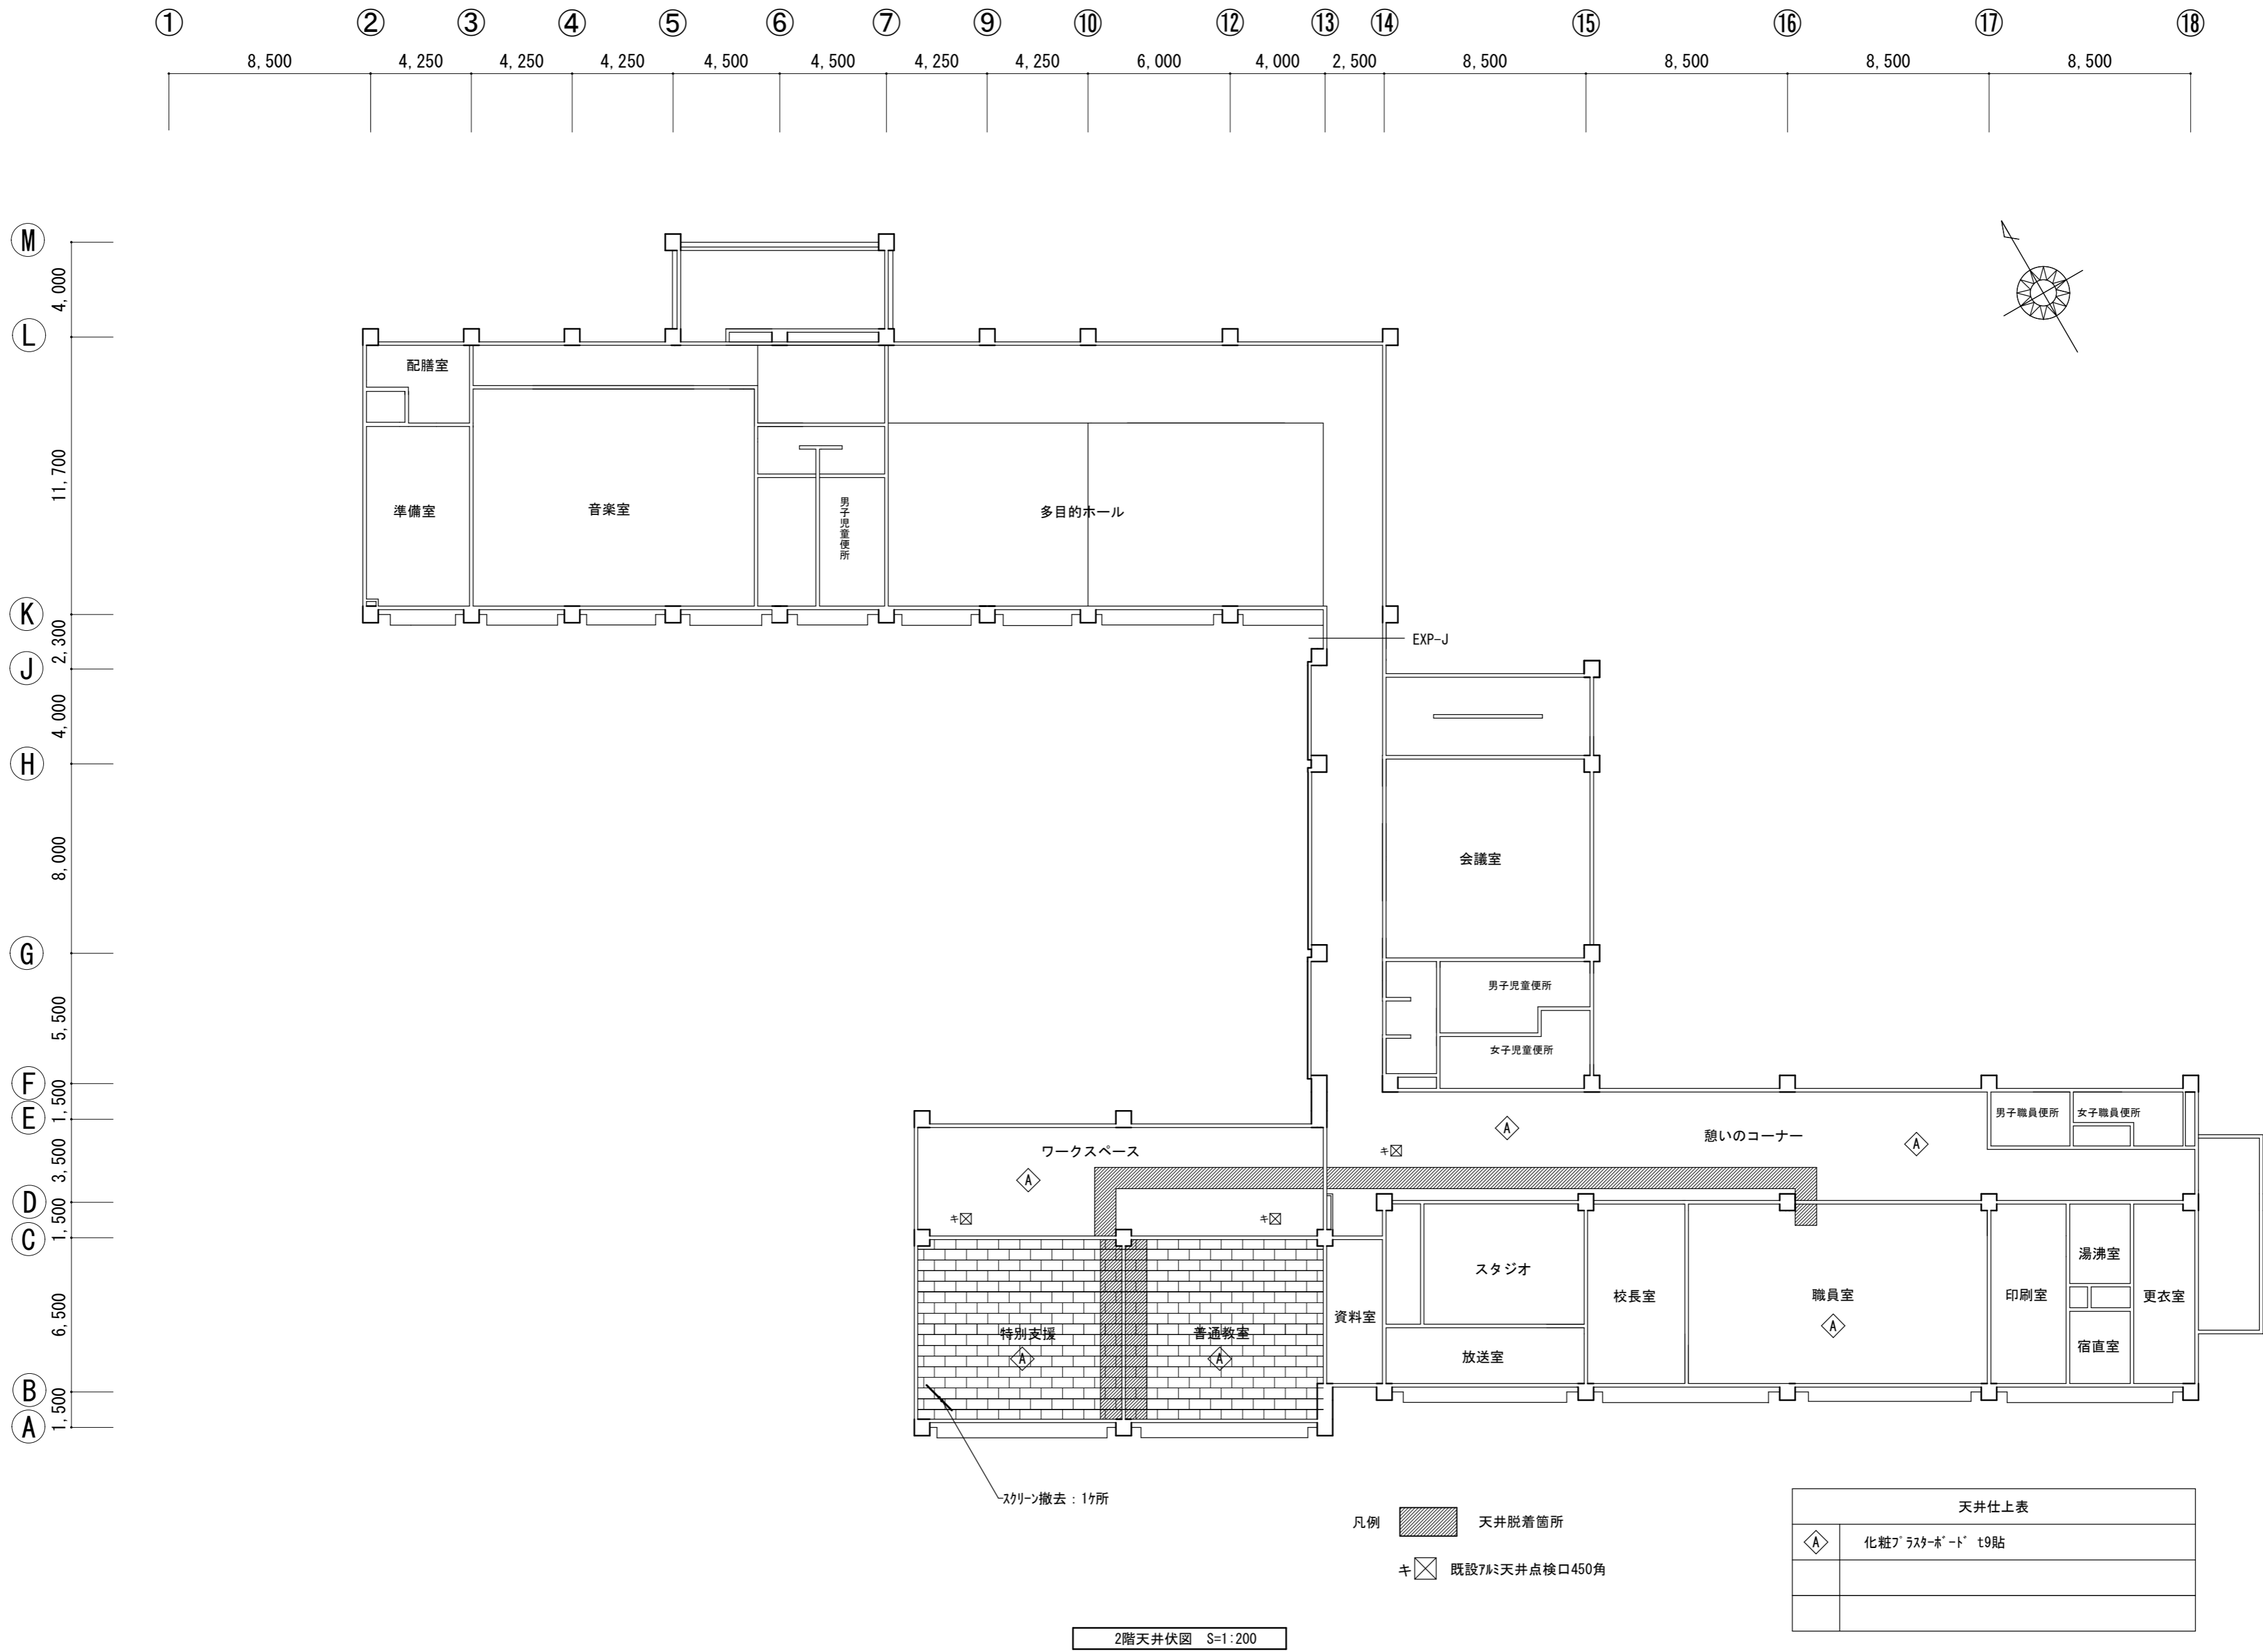 ① ② ③ ④ ⑤ ⑥ ⑦ ⑨ ⑩ ⑫ ⑬ ⑭ ⑮ ⑯ ⑰ ⑱
8,500 4,250 4,250 4,250 4,500 4,500 4,250 4,250 6,000 4,000 2,500 8,500 8,500 8,500 8,500
Ⓜ
4,000
Ⓛ
11,700
Ⓚ
2,300
Ⓙ
4,000
Ⓗ
8,000
Ⓖ
5,500
Ⓕ
1,500
Ⓔ
3,500
Ⓓ
1,500
Ⓒ
6,500
Ⓑ
1,500
Ⓐ
配膳室
準備室
音楽室
男子児童便所
多目的ホール
EXP-J
会議室
男子児童便所
女子児童便所
男子職員便所
女子職員便所
A
憩いのコーナー
A
キ
ワークスペース
A
キ
キ
スタジオ
湯沸室
校長室
職員室
A
印刷室
更衣室
資料室
特別支援
A
普通教室
A
放送室
宿直室
スクリーン撤去：1ケ所
凡例
天井脱着箇所
キ 既設アルミ天井点検口450角
天井仕上表
A 化粧プラスターボード t9貼
2階天井伏図 S=1:200